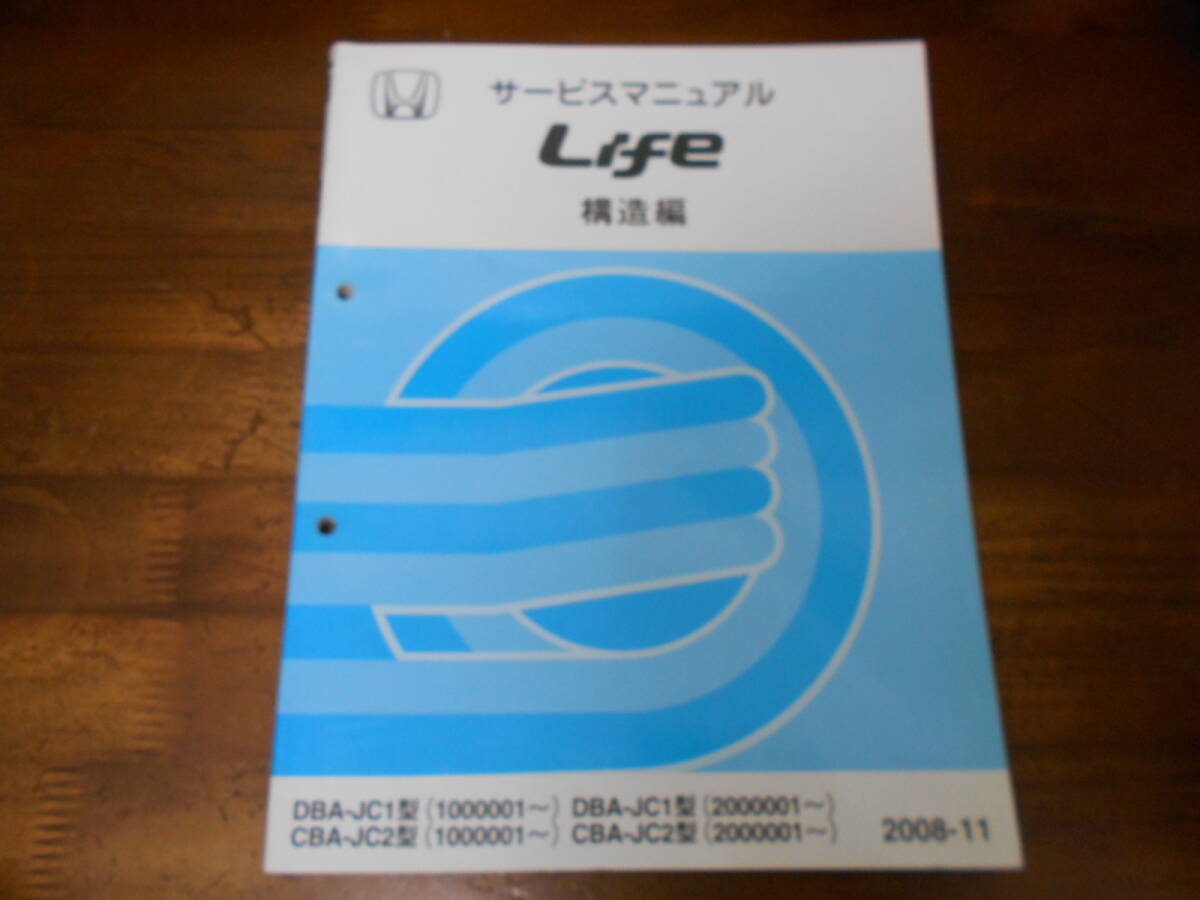 サービスマニュアル
Life
構造編
DBA-JC1型(1000001〜) DBA-JC1型(2000001〜)
CBA-JC2型(1000001〜) CBA-JC2型(2000001〜)
2008-11